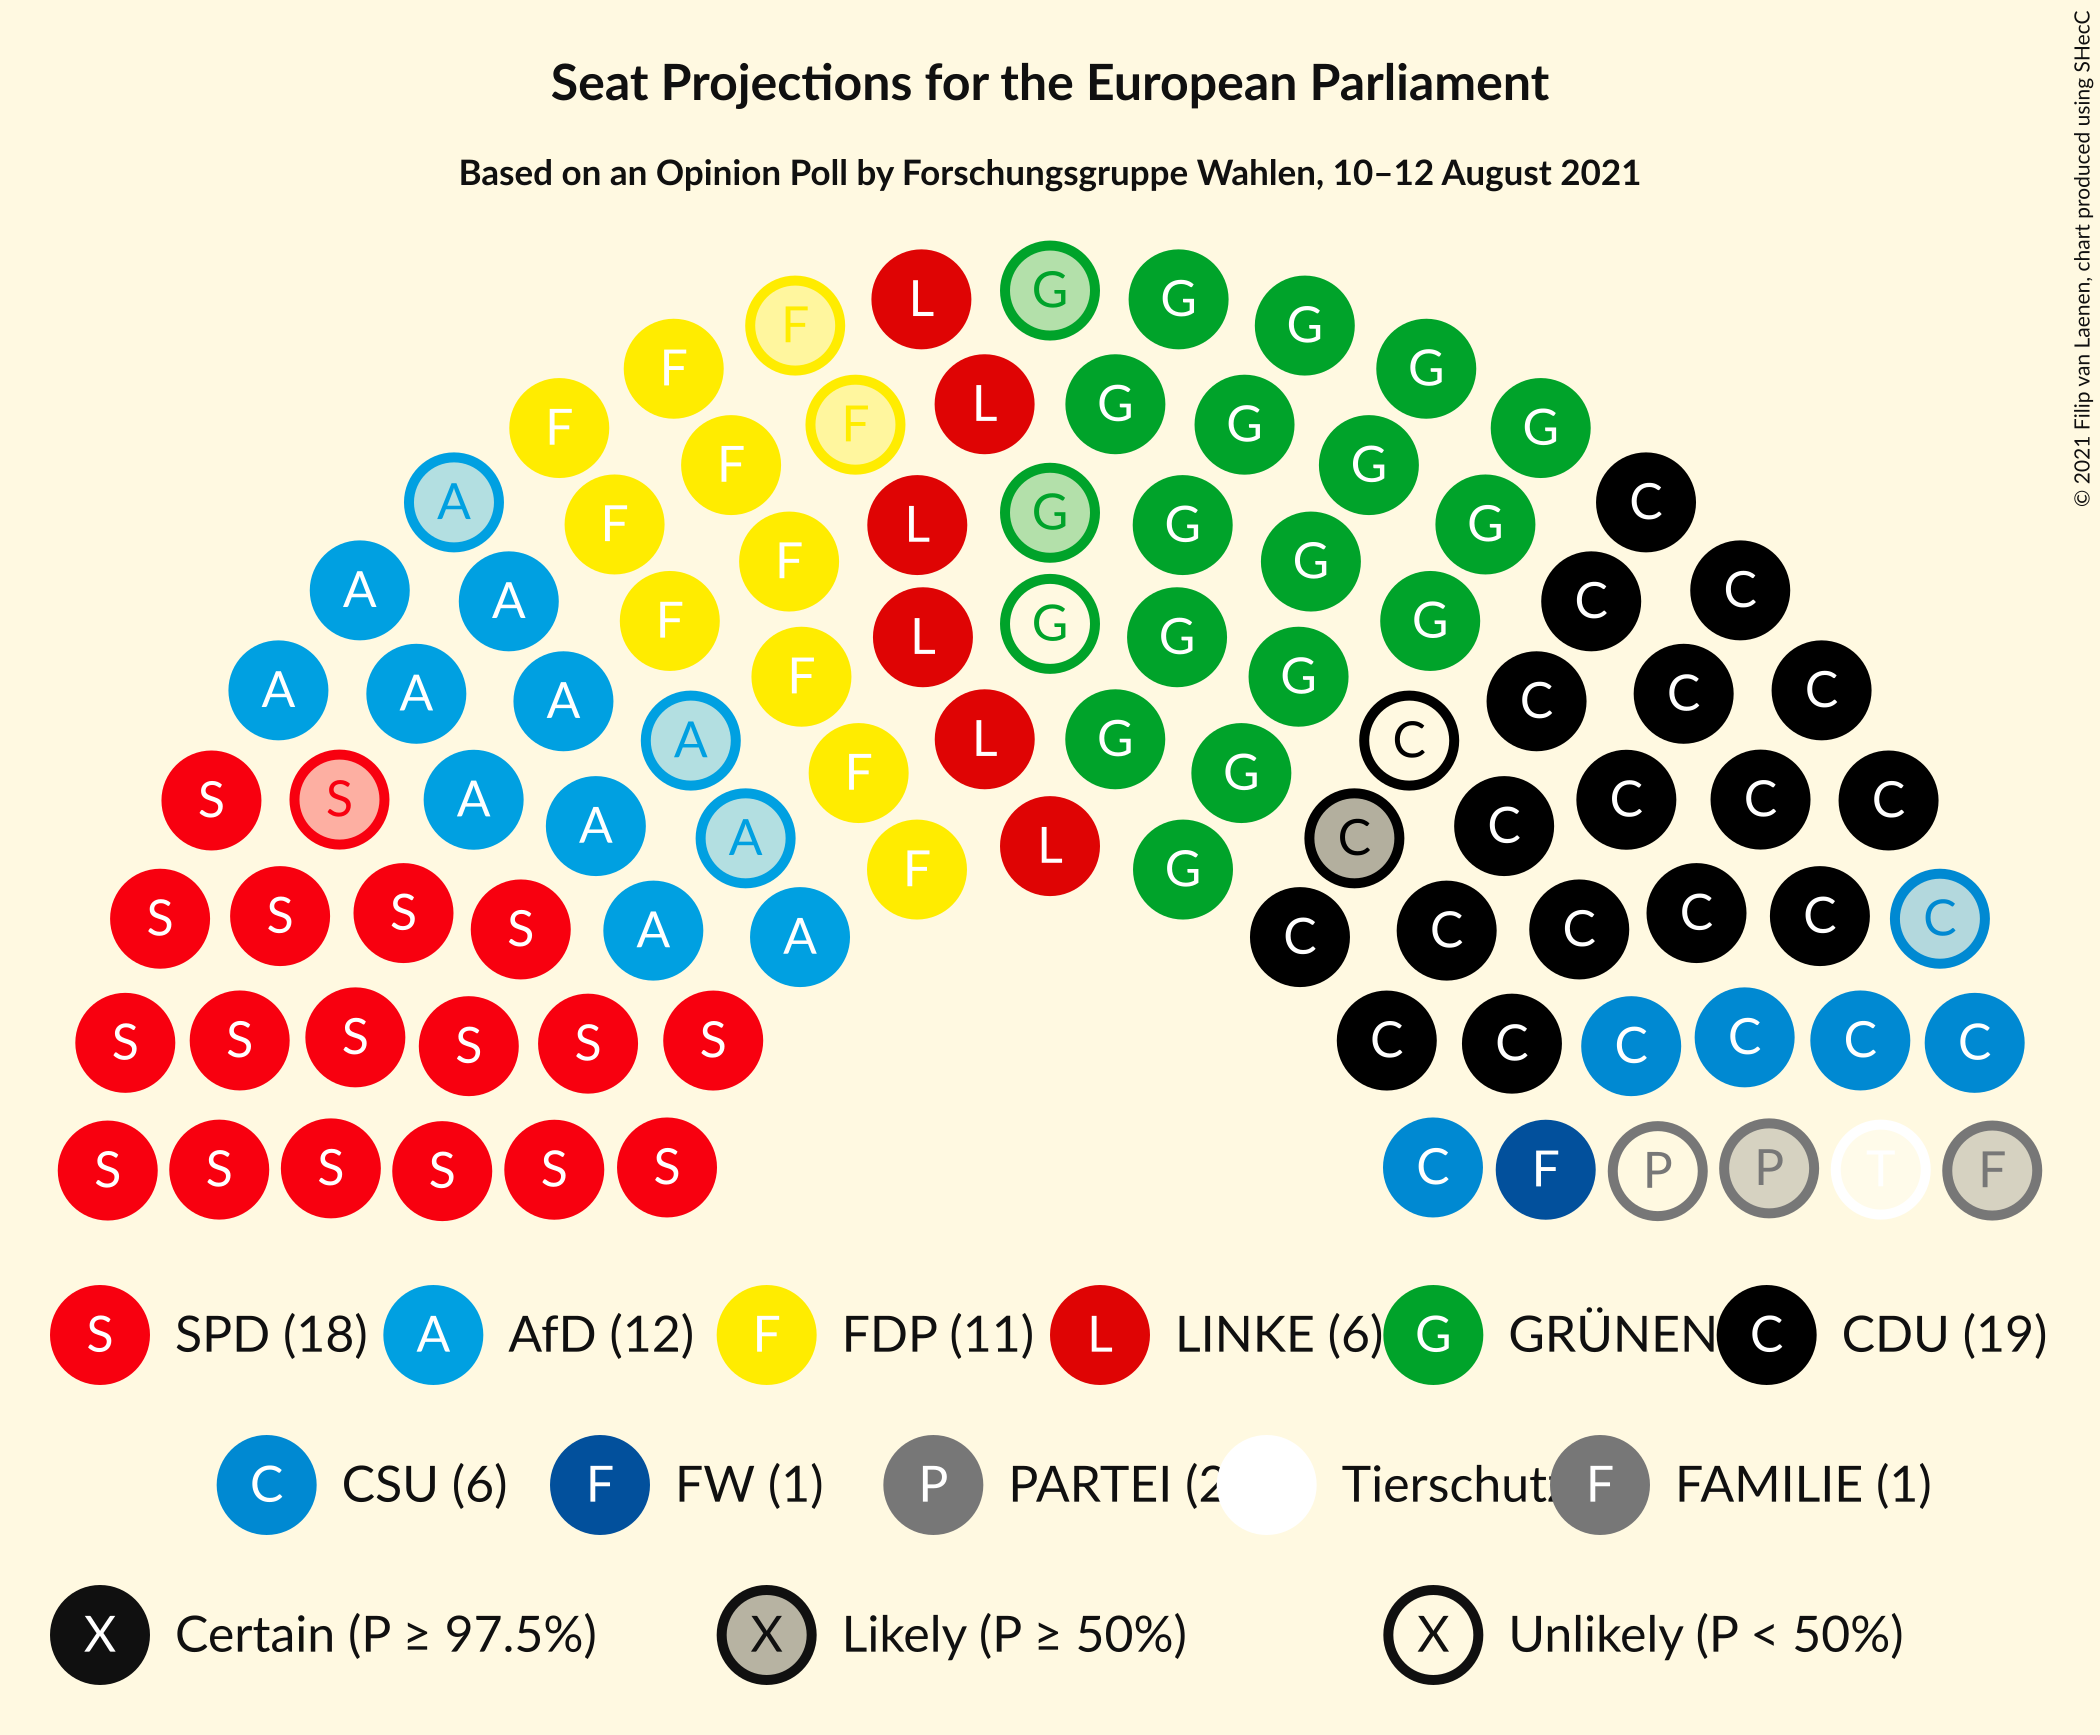 Seat Projections for the European Parliament
Based on an Opinion Poll by Forschungsgruppe Wahlen, 10–12 August 2021
© 2021 Filip van Laenen, chart produced using SHecC
L G G G
F F G G
F F L G G G
A F F L G G G C
A A F F L G G G C C
A A A F F L G G G C C C
A F L G G G C C C
S S A A A F L G G C C C C C
S S S S A A A F L G C C C C C C C
S S S S S S C C C C C C
S S S S S S C F P P T F
S SPD (18) A AfD (12) F FDP (11) L LINKE (6) G GRÜNEN C CDU (19)
C CSU (6) F FW (1) P PARTEI (2 Tierschutz F FAMILIE (1)
X Certain (P ≥ 97.5%) X Likely (P ≥ 50%) X Unlikely (P < 50%)